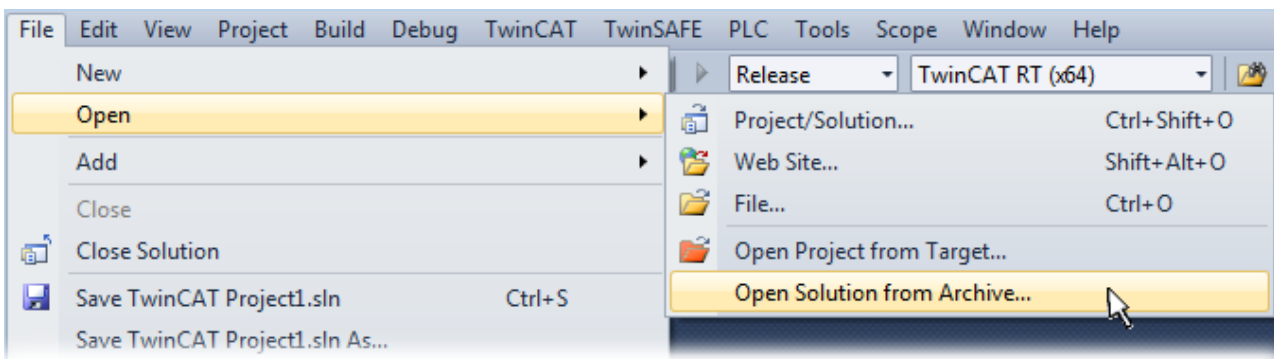 File Edit View Project Build Debug TwinCAT TwinSAFE PLC Tools Scope Window Help
New
Release TwinCAT RT (x64)
Open
Project/Solution... Ctrl+Shift+O
Add
Web Site... Shift+Alt+O
Close
File... Ctrl+O
Close Solution
Open Project from Target...
Save TwinCAT Project1.sln Ctrl+S
Open Solution from Archive...
Save TwinCAT Project1.sln As...